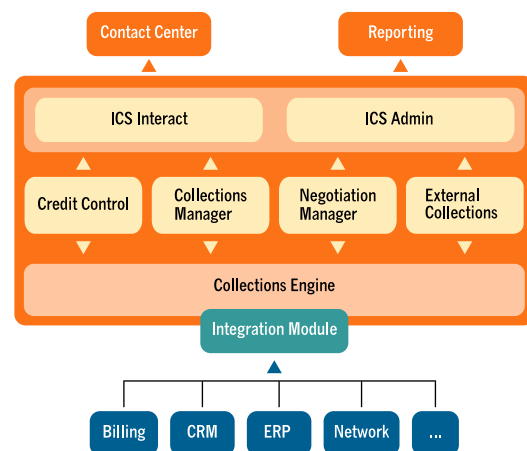 Contact Center
Reporting
ICS Interact
ICS Admin
Credit Control
Collections
Manager
Negotiation
Manager
External
Collections
Collections Engine
Integration Module
Billing
CRM
ERP
Network
...